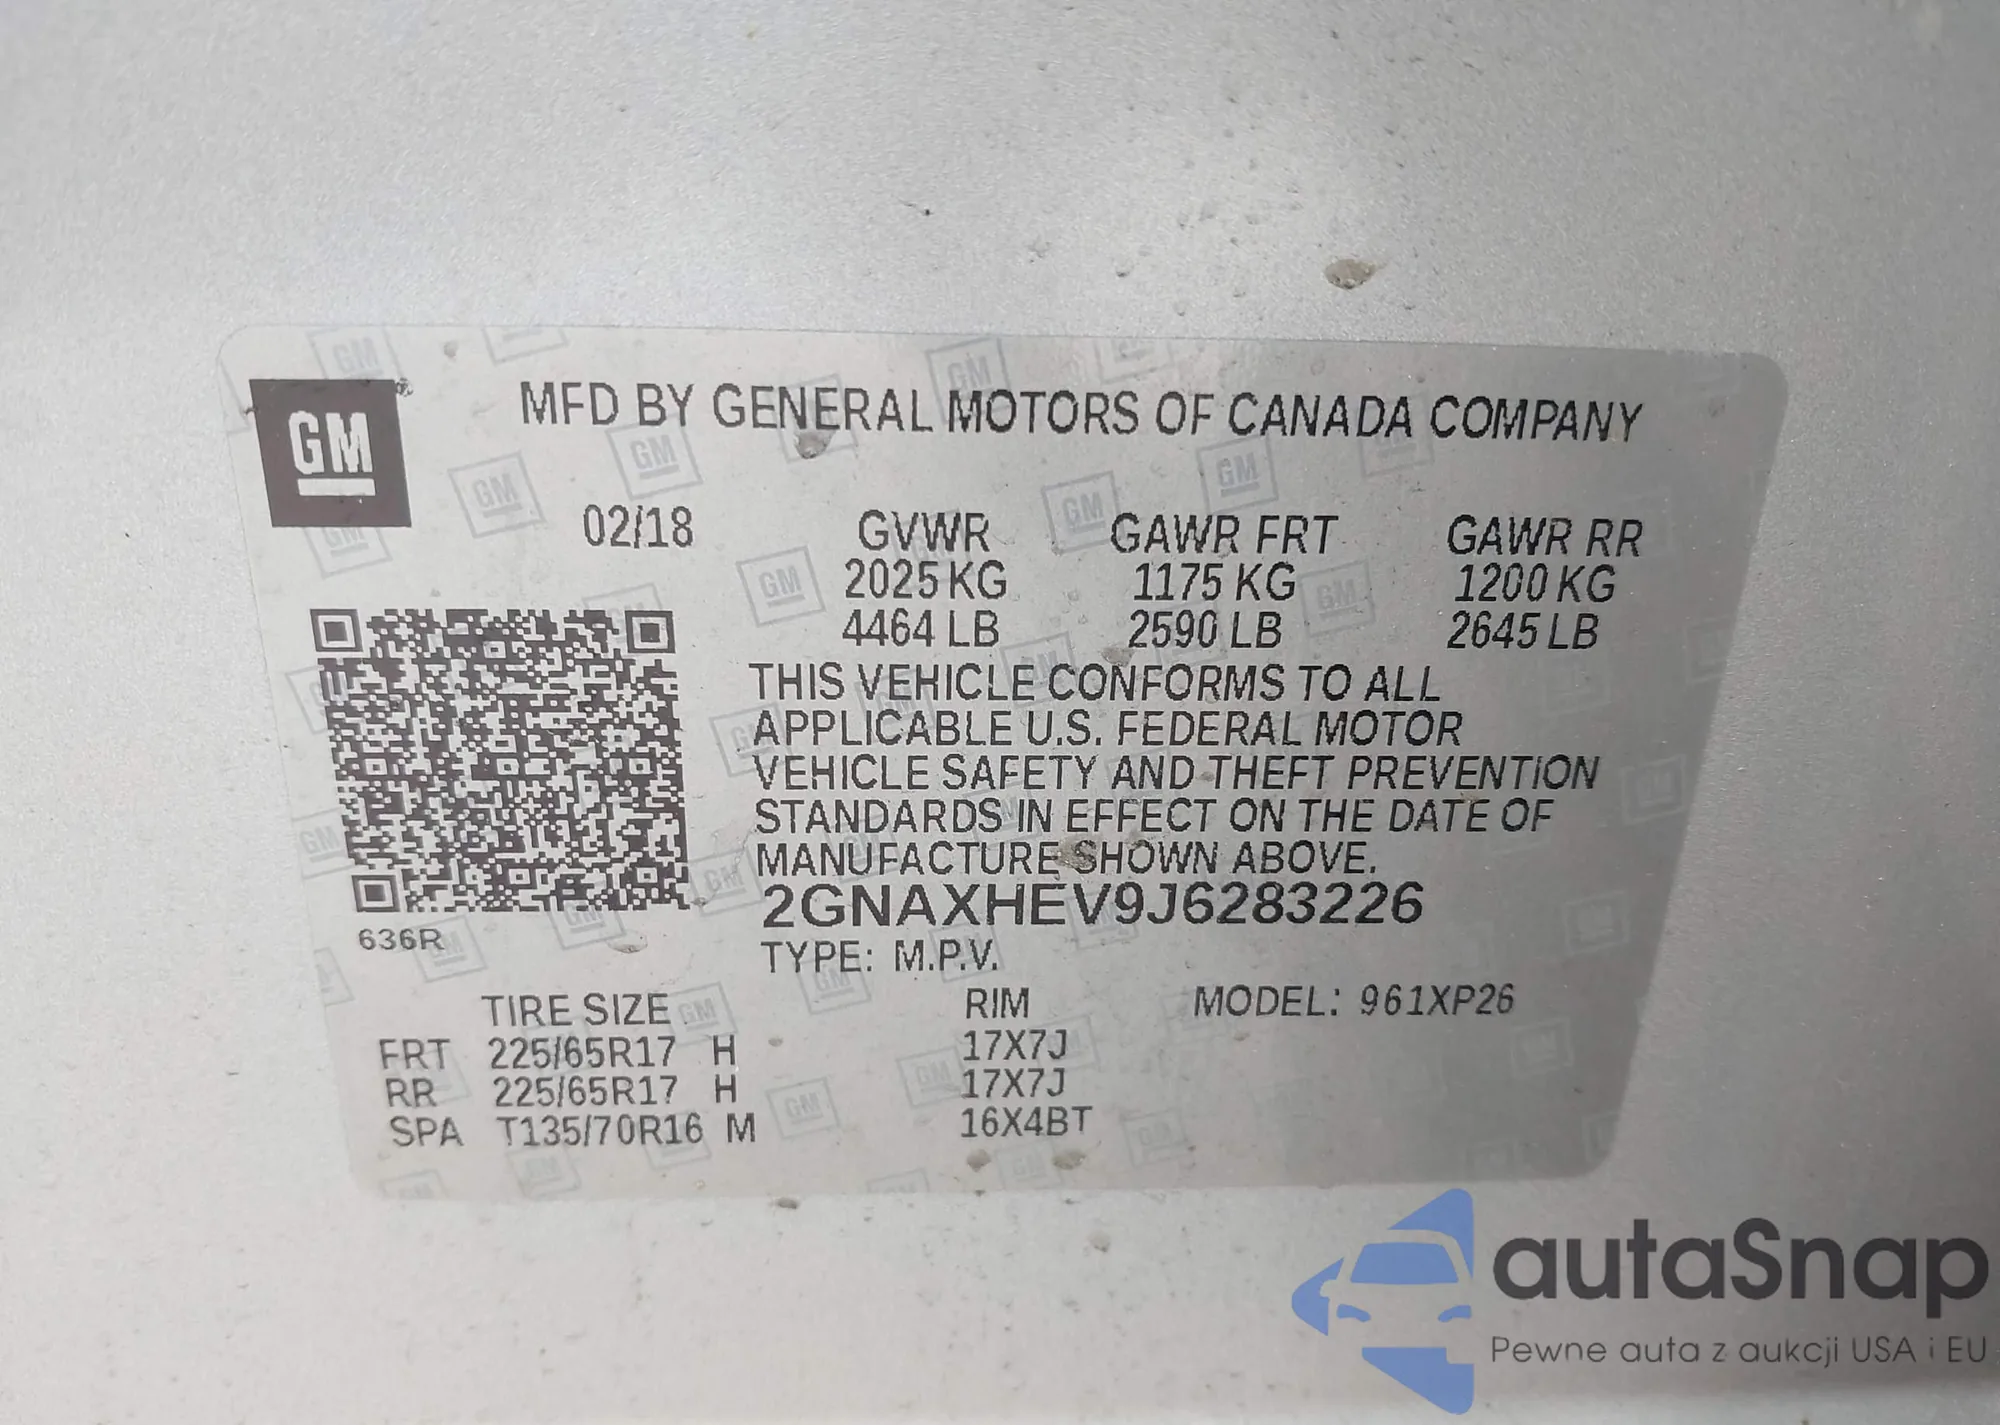 GM
MFD BY GENERAL MOTORS OF CANADA COMPANY
02/18 GVWR GAWR FRT GAWR RR
2025 KG 1175 KG 1200 KG
4464 LB 2590 LB 2645 LB
THIS VEHICLE CONFORMS TO ALL
APPLICABLE U.S. FEDERAL MOTOR
VEHICLE SAFETY AND THEFT PREVENTION
STANDARDS IN EFFECT ON THE DATE OF
MANUFACTURE SHOWN ABOVE.
2GNAXHEV9J6283226
636R
TYPE: M.P.V.
TIRE SIZE RIM MODEL: 961XP26
FRT 225/65R17 H 17X7J
RR 225/65R17 H 17X7J
SPA T135/70R16 M 16X4BT
autaSnap
Pewne auta z aukcji USA i EU